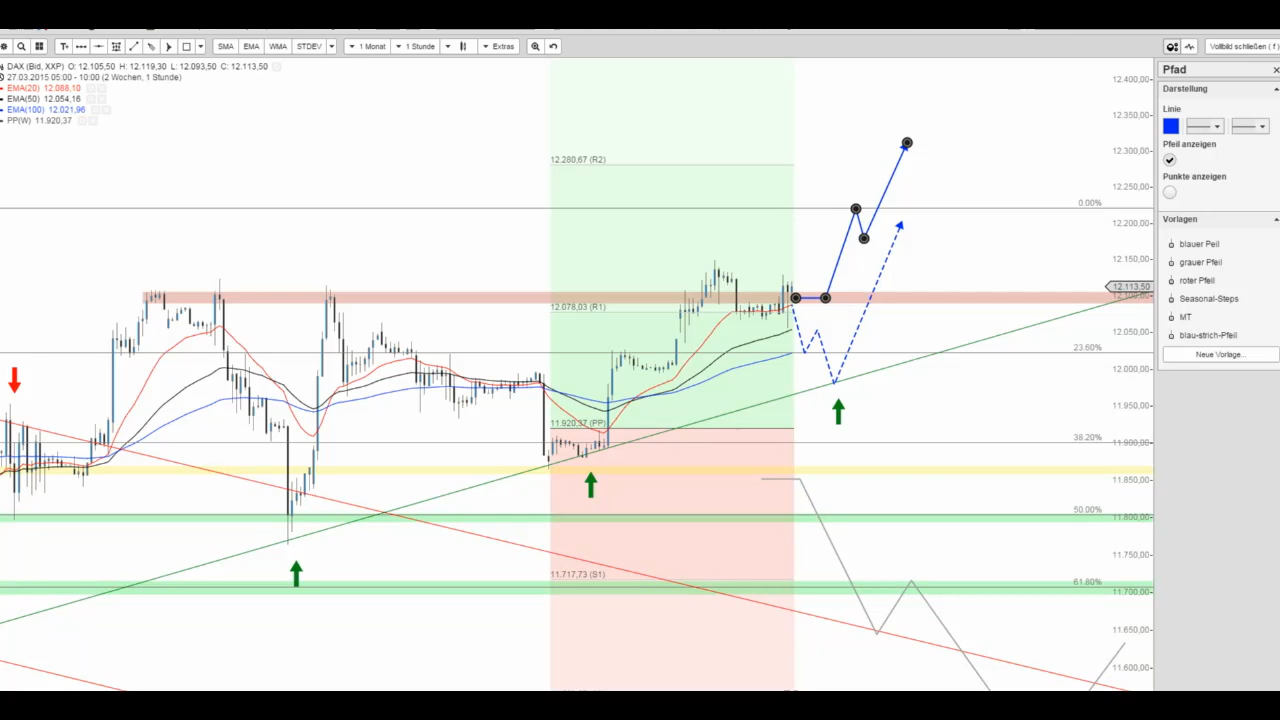 T+
SMA EMA WMA STDEV 1 Monat 1 Stunde Extras
Vollbild schließen ( f )
DAX (Bid, XXP) O: 12.105,50 H: 12.119,30 L: 12.093,50 C: 12.113,50
27.03.2015 05:00 - 10:00 (2 Wochen, 1 Stunde)
EMA(20) 12.088,10
EMA(50) 12.054,16
EMA(100) 12.021,96
PP(W) 11.920,37
12.280,67 (R2)
12.078,03 (R1)
11.920,37 (PP)
11.717,73 (S1)
0.00%
23.60%
38.20%
50.00%
61.80%
12.400,00
12.350,00
12.300,00
12.250,00
12.200,00
12.150,00
12.113,50
12.050,00
12.000,00
11.950,00
11.900,00
11.850,00
11.800,00
11.750,00
11.700,00
11.650,00
11.600,00
Pfad
Darstellung
Linie
Pfeil anzeigen
Punkte anzeigen
Vorlagen
blauer Peil
grauer Pfeil
roter Pfeil
Seasonal-Steps
MT
blau-strich-Pfeil
Neue Vorlage...